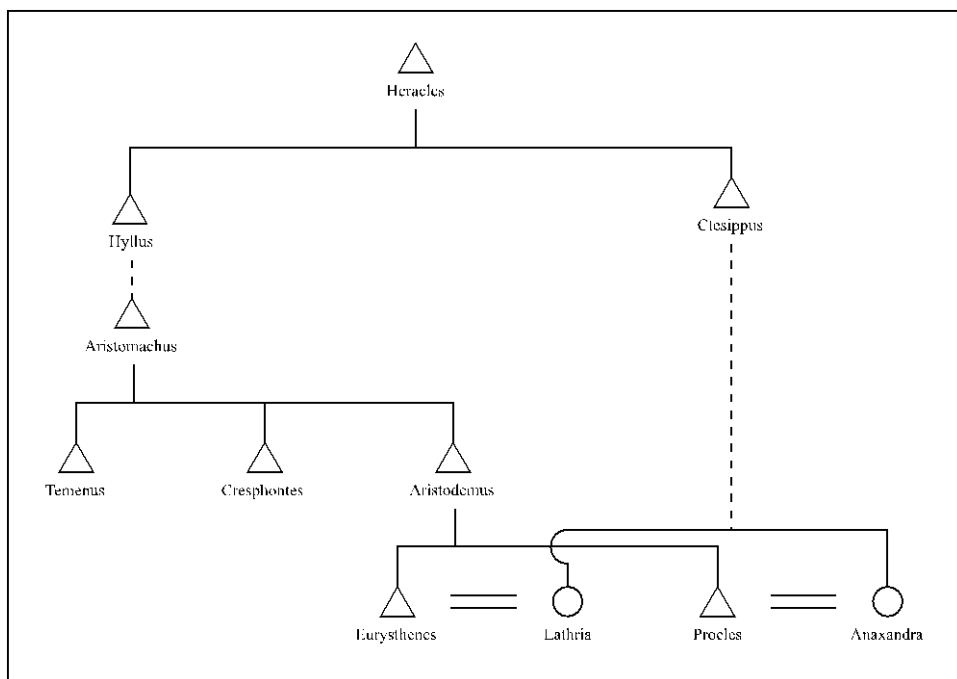 Heracles
Hyllus
Ctesippus
Aristomachus
Temenus
Cresphontes
Aristodemus
Eurysthenes
Lathria
Procles
Anaxandra